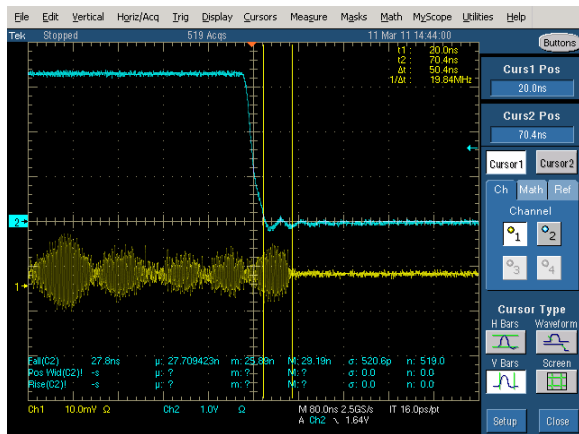 File Edit Vertical Horiz/Acq Trig Display Cursors Measure Masks Math MyScope Utilities Help
Tek Stopped 519 Acqs 11 Mar 11 14:44:00
Buttons
t1 : 20.0ns
t2 : 70.4ns
Δt : 50.4ns
1/Δt : 19.84MHz
Curs1 Pos
20.0ns
Curs2 Pos
70.4ns
Cursor1 Cursor2
Ch Math Ref
Channel
1 2
3 4
2
1
Cursor Type
H Bars Waveform
V Bars Screen
Setup Close
Fall(C2) 27.8ns μ: 27.709423n m: 25.89n M: 29.19n σ: 520.6p n: 519.0
Pos Wid(C2)! -s μ: ? m: ? M: ? σ: 0.0 n: 0.0
Rise(C2)! -s μ: ? m: ? M: ? σ: 0.0 n: 0.0
Ch1 10.0mV Ω Ch2 1.0V Ω M 80.0ns 2.5GS/s IT 16.0ps/pt
A Ch2 \ 1.64V